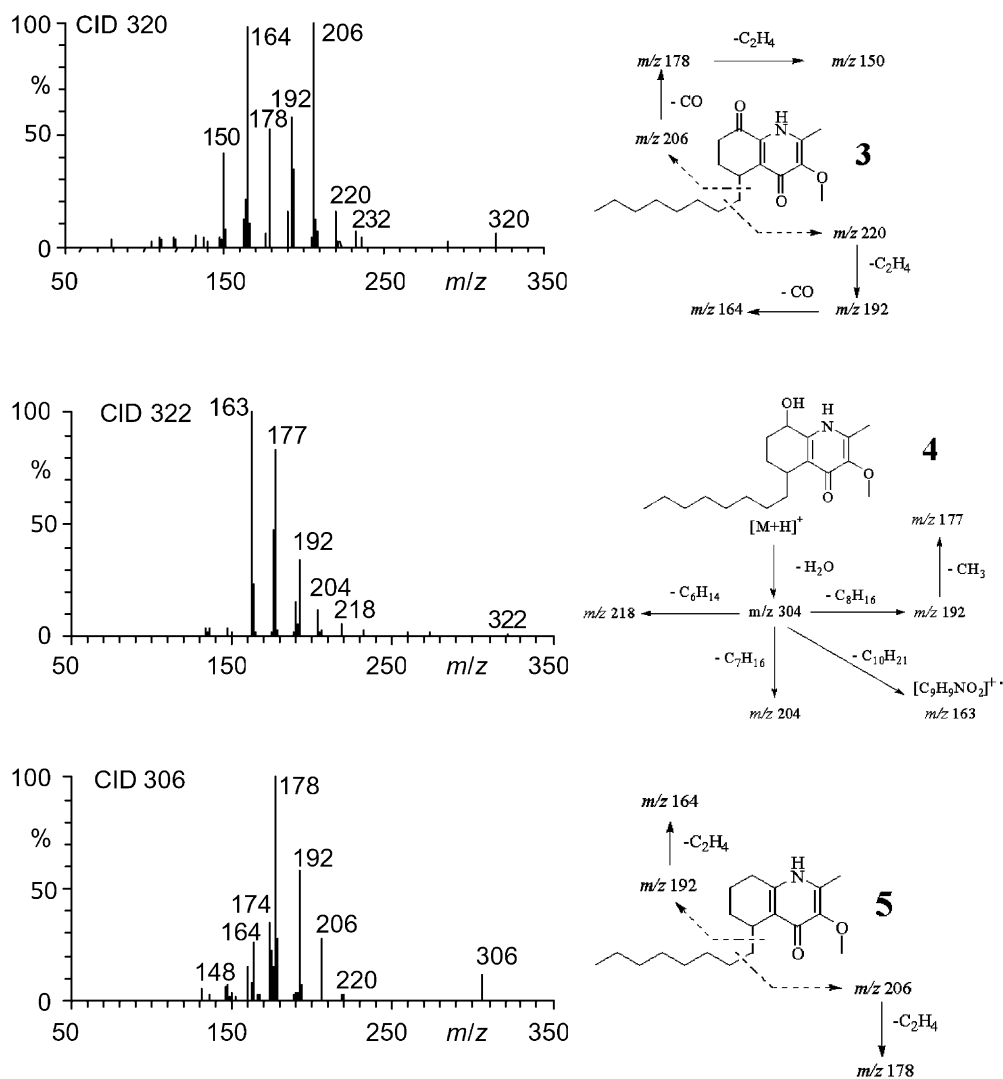 CID 320
100
%
50
0
50
150
250
m/z
350
150
164
178
192
206
220
232
320
m/z 178
-C2H4
m/z 150
- CO
m/z 206
O
H
N
O
O
3
m/z 220
-C2H4
- CO
m/z 164
m/z 192
CID 322
100
%
50
0
50
150
250
m/z
350
163
177
192
204
218
322
OH
H
N
O
O
4
[M+H]+
m/z 177
- H2O
- CH3
- C6H14
- C8H16
m/z 218
m/z 304
m/z 192
- C7H16
- C10H21
[C9H9NO2]+·
m/z 204
m/z 163
CID 306
100
%
50
0
50
150
250
m/z
350
148
164
174
178
192
206
220
306
m/z 164
-C2H4
m/z 192
H
N
O
O
5
m/z 206
-C2H4
m/z 178